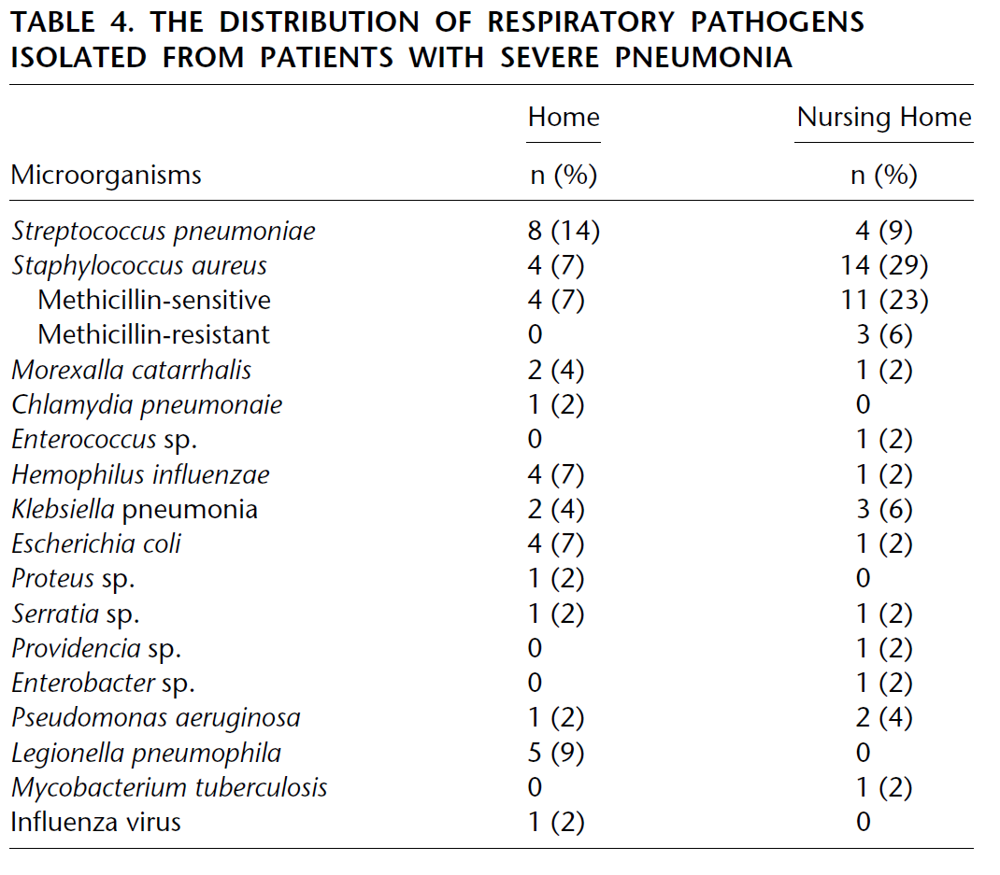 TABLE 4. THE DISTRIBUTION OF RESPIRATORY PATHOGENS
ISOLATED FROM PATIENTS WITH SEVERE PNEUMONIA
Home Nursing Home
Microorganisms n (%) n (%)
Streptococcus pneumoniae 8 (14) 4 (9)
Staphylococcus aureus 4 (7) 14 (29)
Methicillin-sensitive 4 (7) 11 (23)
Methicillin-resistant 0 3 (6)
Morexalla catarrhalis 2 (4) 1 (2)
Chlamydia pneumonaie 1 (2) 0
Enterococcus sp. 0 1 (2)
Hemophilus influenzae 4 (7) 1 (2)
Klebsiella pneumonia 2 (4) 3 (6)
Escherichia coli 4 (7) 1 (2)
Proteus sp. 1 (2) 0
Serratia sp. 1 (2) 1 (2)
Providencia sp. 0 1 (2)
Enterobacter sp. 0 1 (2)
Pseudomonas aeruginosa 1 (2) 2 (4)
Legionella pneumophila 5 (9) 0
Mycobacterium tuberculosis 0 1 (2)
Influenza virus 1 (2) 0